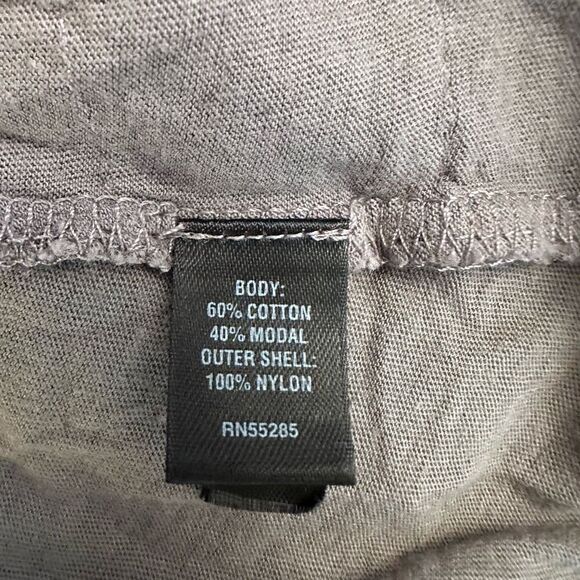 BODY:
60% COTTON
40% MODAL
OUTER SHELL:
100% NYLON
RN55285